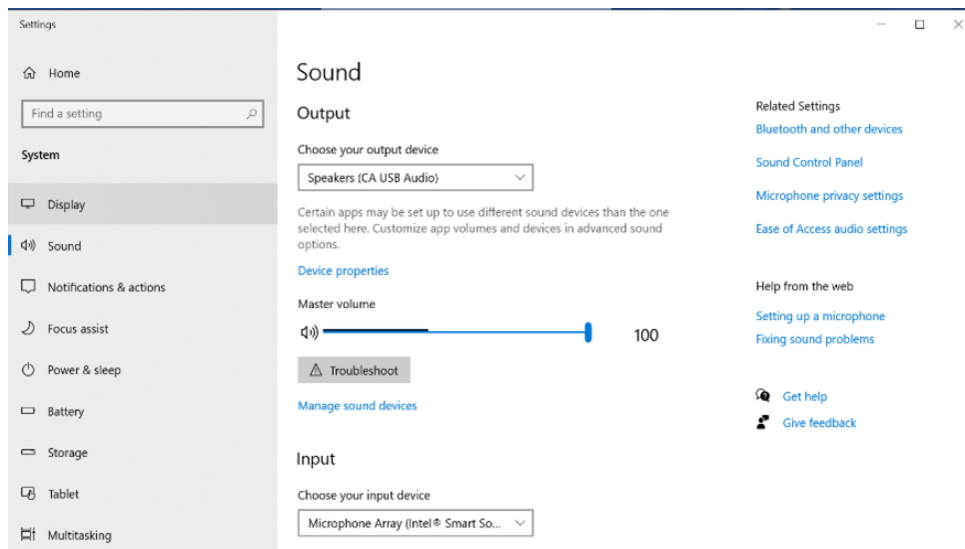 Settings
Home
Find a setting
System
Display
Sound
Notifications & actions
Focus assist
Power & sleep
Battery
Storage
Tablet
Multitasking
Sound
Output
Choose your output device
Speakers (CA USB Audio)
Certain apps may be set up to use different sound devices than the one
selected here. Customize app volumes and devices in advanced sound
options.
Device properties
Master volume
100
Troubleshoot
Manage sound devices
Input
Choose your input device
Microphone Array (Intel® Smart So...
Related Settings
Bluetooth and other devices
Sound Control Panel
Microphone privacy settings
Ease of Access audio settings
Help from the web
Setting up a microphone
Fixing sound problems
Get help
Give feedback